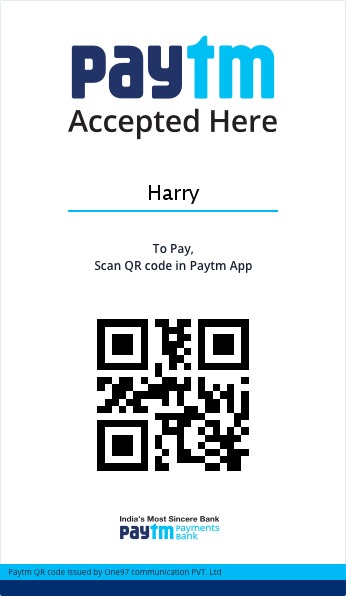 paytm
Accepted Here
Harry
To Pay,
Scan QR code in Paytm App
India's Most Sincere Bank
paytm payments
bank
Paytm QR code issued by One97 communication PVT. Ltd